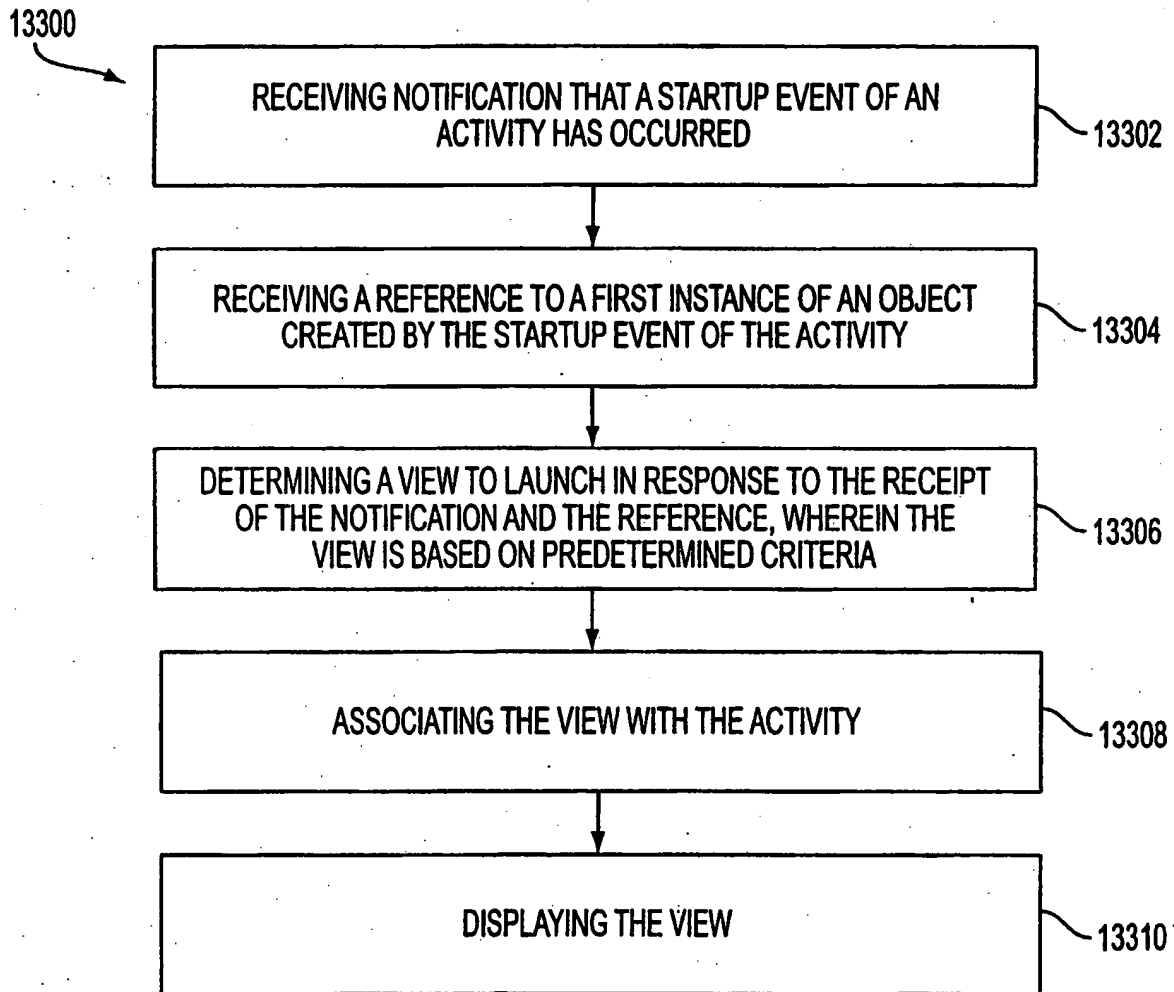 13300
RECEIVING NOTIFICATION THAT A STARTUP EVENT OF AN
ACTIVITY HAS OCCURRED
13302
RECEIVING A REFERENCE TO A FIRST INSTANCE OF AN OBJECT
CREATED BY THE STARTUP EVENT OF THE ACTIVITY
13304
DETERMINING A VIEW TO LAUNCH IN RESPONSE TO THE RECEIPT
OF THE NOTIFICATION AND THE REFERENCE, WHEREIN THE
VIEW IS BASED ON PREDETERMINED CRITERIA
13306
ASSOCIATING THE VIEW WITH THE ACTIVITY
13308
DISPLAYING THE VIEW
13310